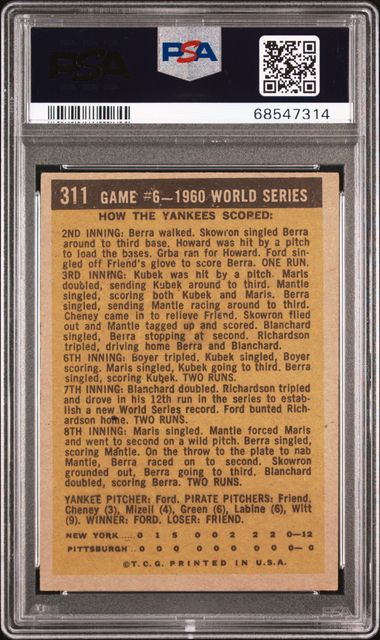 PSA
PSA
68547314
311 GAME #6—1960 WORLD SERIES
HOW THE YANKEES SCORED:
2ND INNING: Berra walked. Skowron singled Berra
around to third base. Howard was hit by a pitch
to load the bases. Grba ran for Howard. Ford sin-
gled off Friend's glove to score Berra. ONE RUN.
3RD INNING: Kubek was hit by a pitch. Maris
doubled, sending Kubek around to third. Mantle
singled, scoring both Kubek and Maris. Berra
singled, sending Mantle racing around to third.
Cheney came in to relieve Friend. Skowron flied
out and Mantle tagged up and scored. Blanchard
singled, Berra stopping at second. Richardson
tripled, driving home Berra and Blanchard.
6TH INNING: Boyer tripled. Kubek singled, Boyer
scoring. Maris singled, Kubek going to third. Berra
singled, scoring Kubek. TWO RUNS.
7TH INNING: Blanchard doubled. Richardson tripled
and drove in his 12th run in the series to estab-
lish a new World Series record. Ford bunted Rich-
ardson home. TWO RUNS.
8TH INNING: Maris singled. Mantle forced Maris
and went to second on a wild pitch. Berra singled,
scoring Mantle. On the throw to the plate to nab
Mantle, Berra raced on to second. Skowron
grounded out, Berra going to third. Blanchard
doubled, scoring Berra. TWO RUNS.
YANKEE PITCHER: Ford. PIRATE PITCHERS: Friend,
Cheney (3), Mizell (4), Green (6), Labine (6), Witt
(9). WINNER: FORD. LOSER: FRIEND.
NEW YORK ..... 0 1 5 0 0 2 2 2 0—12
PITTSBURGH ... 0 0 0 0 0 0 0 0 0— 0
©T.C.G. PRINTED IN U.S.A.